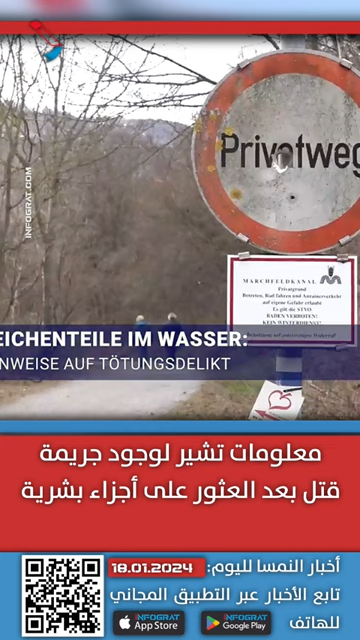 INFOGRAT
INFOGRAT.COM
Privatweg
MARCHFELDKANAL
Privatgrund
Betreten, Rad fahren und Anrainerverkehr
auf eigene Gefahr erlaubt
Es gilt die STVO
BADEN VERBOTEN!
KEIN WINTERDIENST!
EICHENTEILE IM WASSER:
NWEISE AUF TÖTUNGSDELIKT
معلومات تشير لوجود جريمة
قتل بعد العثور على أجزاء بشرية
أخبار النمسا لليوم: 18.01.2024
تابع الأخبار عبر التطبيق المجاني
للهاتف
INFOGRAT
App Store
INFOGRAT
Google Play